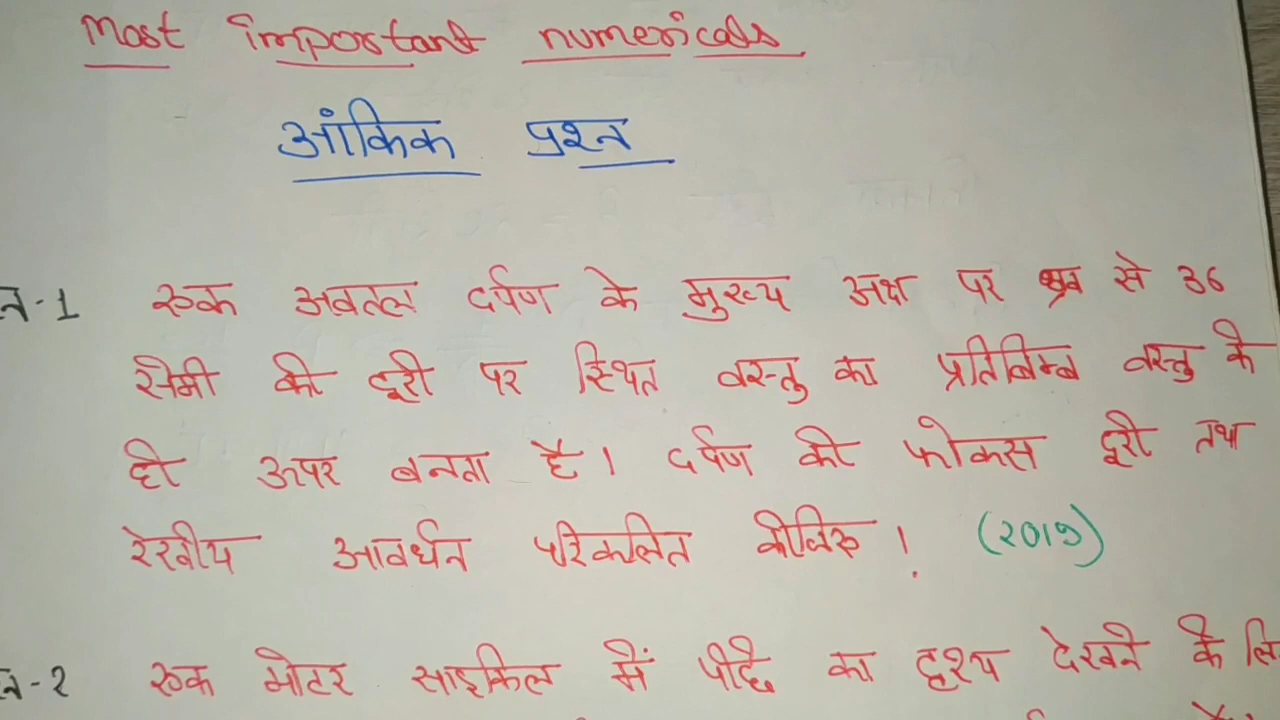 Most important numericals
आंकिक प्रश्न
न-1 एक अवतल दर्पण के मुख्य अक्ष पर ध्रुव से 36
सेमी की दूरी पर स्थित वस्तु का प्रतिबिम्ब वस्तु के
ही ऊपर बनता है। दर्पण की फोकस दूरी तथा
रेखीय आवर्धन परिकलित कीजिए। (2019)
न-2 एक मोटर साइकिल में पीछे का दृश्य देखने के लि